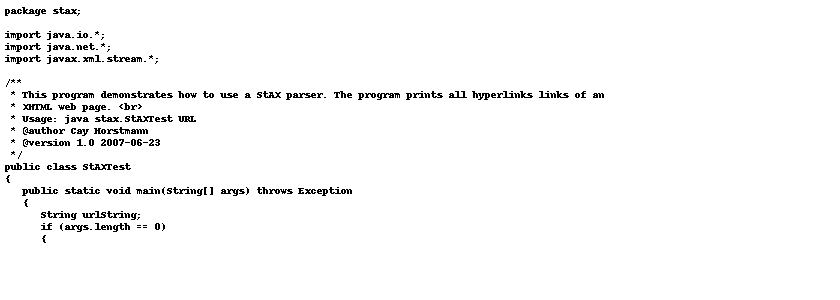 package stax;
import java.io.*;
import java.net.*;
import javax.xml.stream.*;
/**
 * This program demonstrates how to use a StAX parser. The program prints all hyperlinks links of an
 * XHTML web page. <br>
 * Usage: java stax.StAXTest URL
 * @author Cay Horstmann
 * @version 1.0 2007-06-23
 */
public class StAXTest
{
   public static void main(String[] args) throws Exception
   {
      String urlString;
      if (args.length == 0)
      {